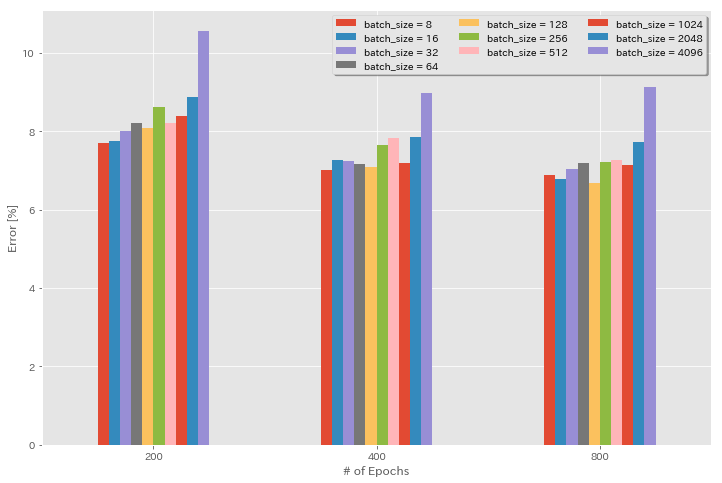 batch_size = 8
batch_size = 16
batch_size = 32
batch_size = 64
batch_size = 128
batch_size = 256
batch_size = 512
batch_size = 1024
batch_size = 2048
batch_size = 4096
Error [%]
10
8
6
4
2
0
200
400
800
# of Epochs